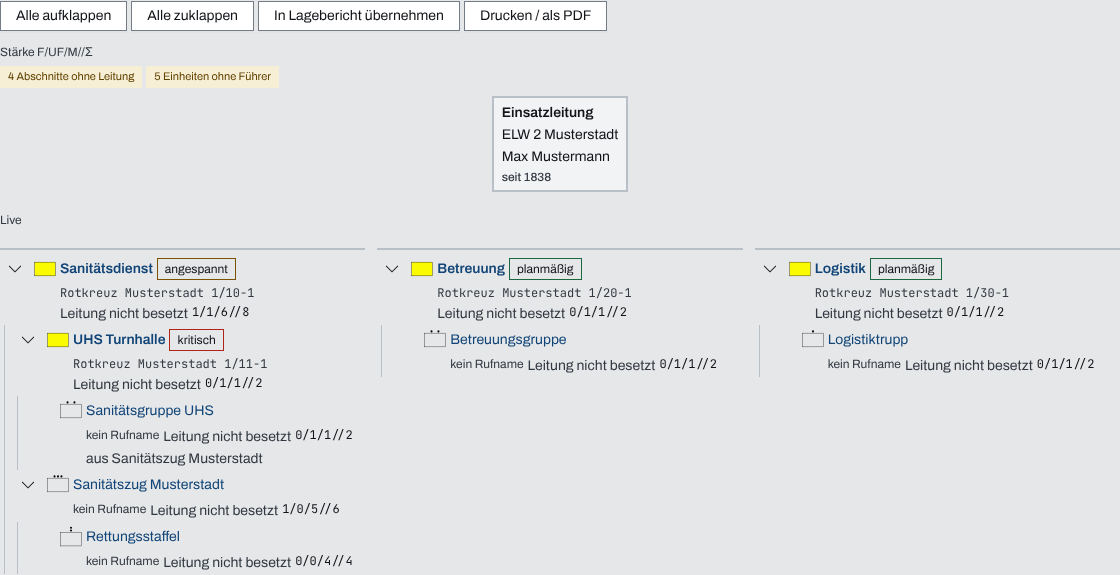 Alle aufklappen Alle zuklappen In Lagebericht übernehmen Drucken / als PDF
Stärke F/UF/M//Σ
4 Abschnitte ohne Leitung 5 Einheiten ohne Führer
Einsatzleitung
ELW 2 Musterstadt
Max Mustermann
seit 1838
Live
Sanitätsdienst angespannt
Rotkreuz Musterstadt 1/10-1
Leitung nicht besetzt 1/1/6//8
UHS Turnhalle kritisch
Rotkreuz Musterstadt 1/11-1
Leitung nicht besetzt 0/1/1//2
Sanitätsgruppe UHS
kein Rufname Leitung nicht besetzt 0/1/1//2
aus Sanitätszug Musterstadt
Sanitätszug Musterstadt
kein Rufname Leitung nicht besetzt 1/0/5//6
Rettungsstaffel
kein Rufname Leitung nicht besetzt 0/0/4//4
Betreuung planmäßig
Rotkreuz Musterstadt 1/20-1
Leitung nicht besetzt 0/1/1//2
Betreuungsgruppe
kein Rufname Leitung nicht besetzt 0/1/1//2
Logistik planmäßig
Rotkreuz Musterstadt 1/30-1
Leitung nicht besetzt 0/1/1//2
Logistiktrupp
kein Rufname Leitung nicht besetzt 0/1/1//2